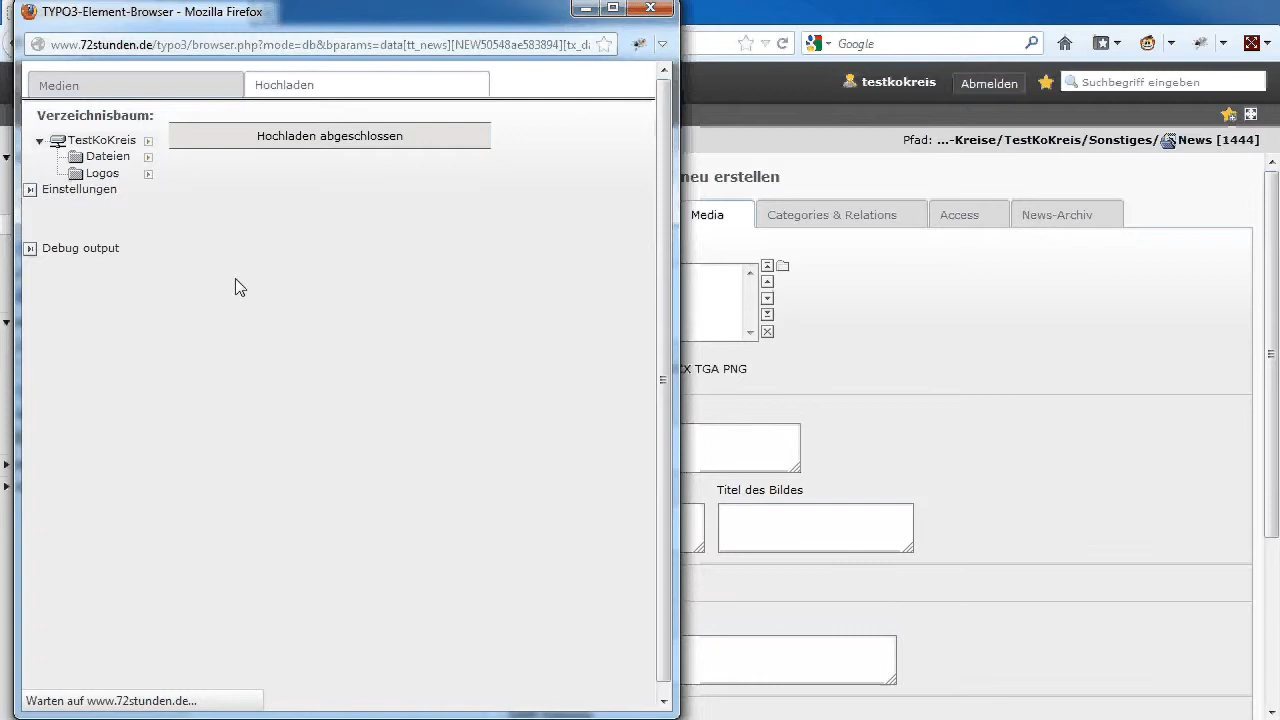 TYPO3-Element-Browser - Mozilla Firefox
www.72stunden.de/typo3/browser.php?mode=db&bparams=data[tt_news][NEW50548ae583894][tx_d
Google
Medien
Hochladen
testkokreis
Abmelden
Suchbegriff eingeben
Verzeichnisbaum:
Hochladen abgeschlossen
TestKoKreis
Dateien
Logos
Einstellungen
Debug output
Pfad: ...-Kreise/TestKoKreis/Sonstiges/ News [1444]
neu erstellen
Media
Categories & Relations
Access
News-Archiv
X TGA PNG
Titel des Bildes
Warten auf www.72stunden.de...